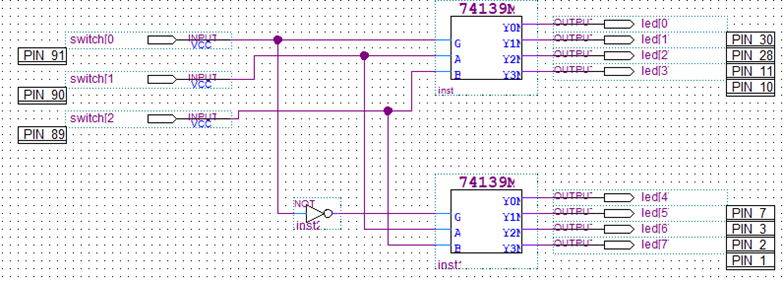 74139M
switch[0
INPUT
VCC
PIN_91
switch[1
INPUT
VCC
PIN_90
switch[2
INPUT
VCC
PIN_89
G
A
B
Y0N
Y1N
Y2N
Y3N
inst
OUTPUT
led[0
OUTPUT
led[1
OUTPUT
led[2
OUTPUT
led[3
PIN_30
PIN_28
PIN_11
PIN_10
NOT
inst2
74139M
G
A
B
Y0N
Y1N
Y2N
Y3N
inst1
OUTPUT
led[4
OUTPUT
led[5
OUTPUT
led[6
OUTPUT
led[7
PIN_7
PIN_3
PIN_2
PIN_1